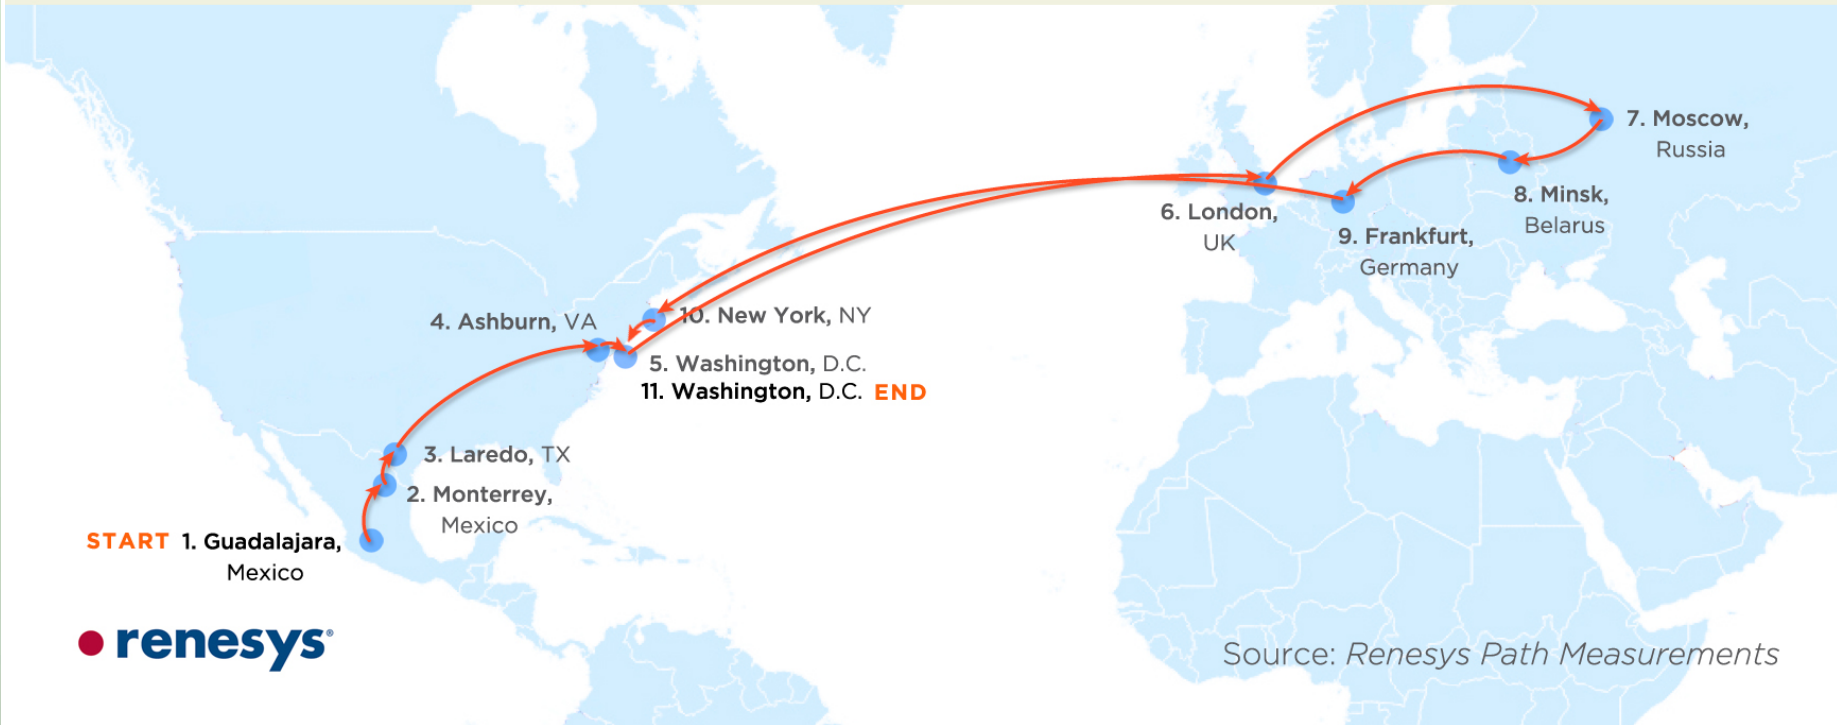 START 1. Guadalajara,
Mexico
2. Monterrey,
Mexico
3. Laredo, TX
4. Ashburn, VA
5. Washington, D.C.
6. London,
UK
7. Moscow,
Russia
8. Minsk,
Belarus
9. Frankfurt,
Germany
10. New York, NY
11. Washington, D.C. END
renesys®
Source: Renesys Path Measurements